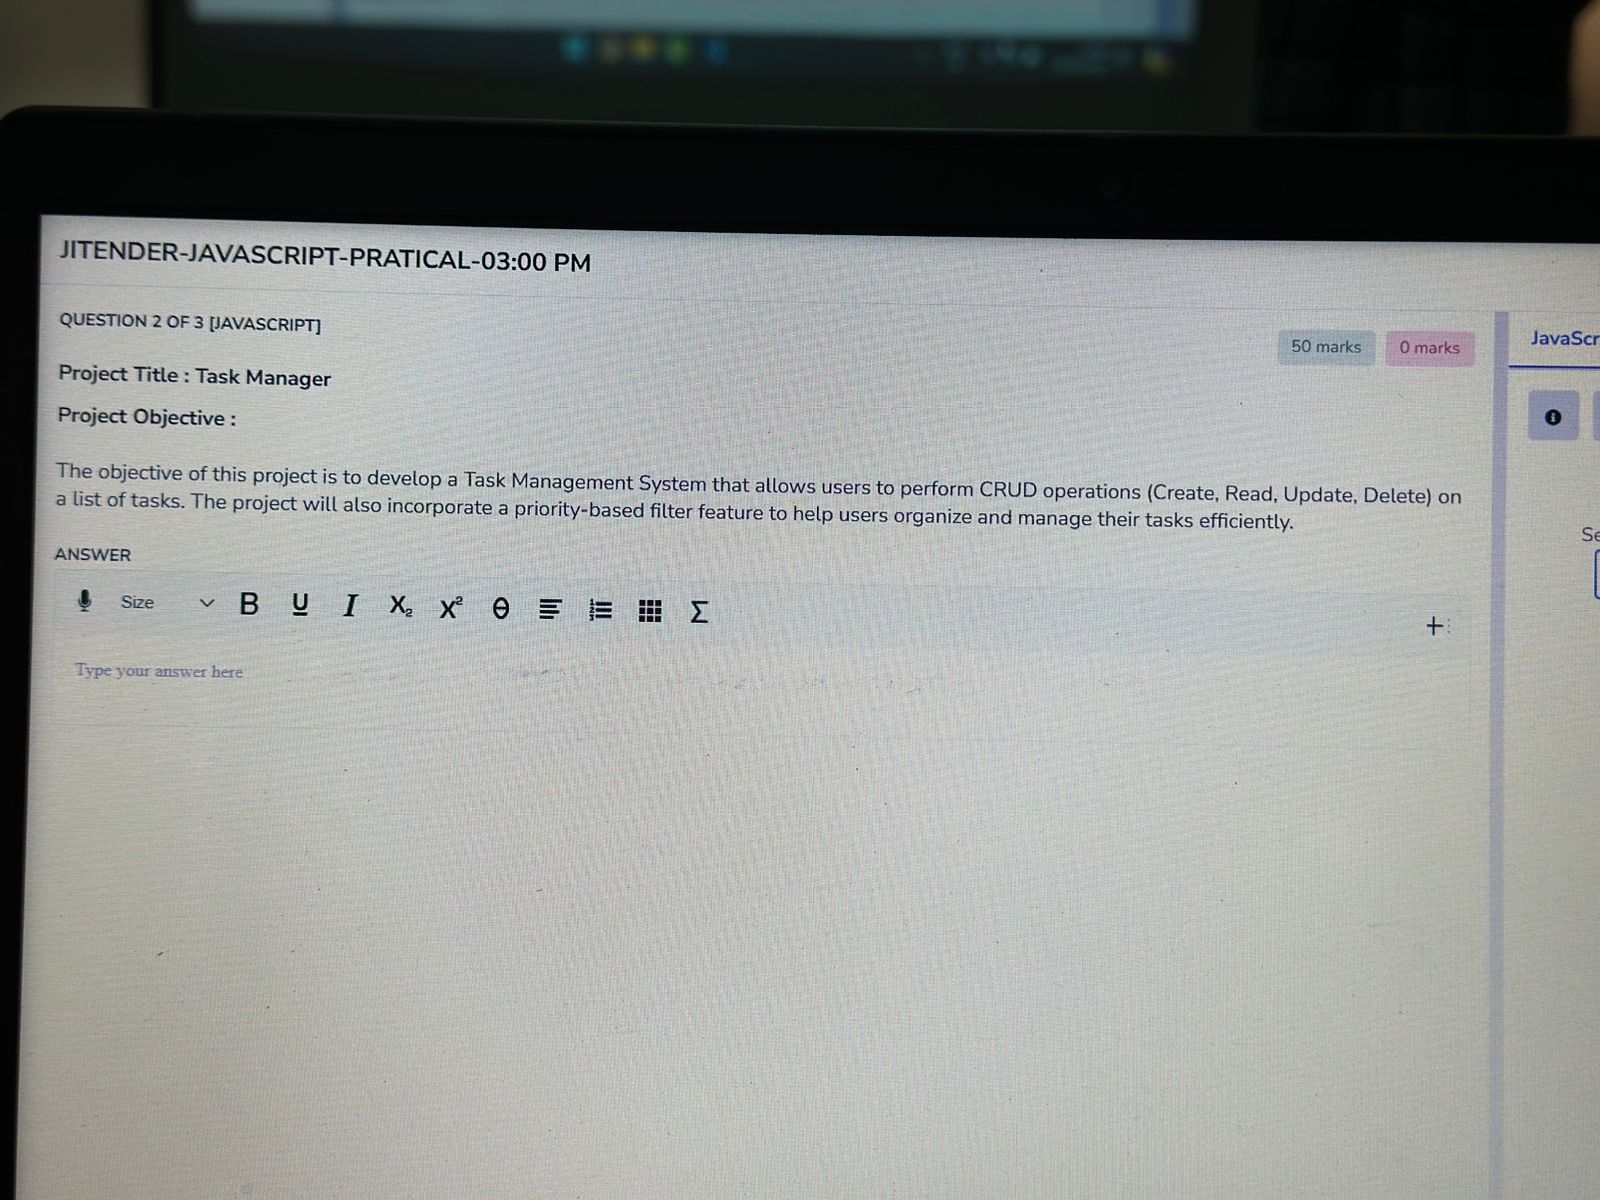 JITENDER-JAVASCRIPT-PRATICAL-03:00 PM
QUESTION 2 OF 3 [JAVASCRIPT]
50 marks
0 marks
Project Title : Task Manager
Project Objective :
The objective of this project is to develop a Task Management System that allows users to perform CRUD operations (Create, Read, Update, Delete) on
a list of tasks. The project will also incorporate a priority-based filter feature to help users organize and manage their tasks efficiently.
ANSWER
Size B U I X₂ X² Θ Σ
+
Type your answer here
JavaScr
Se